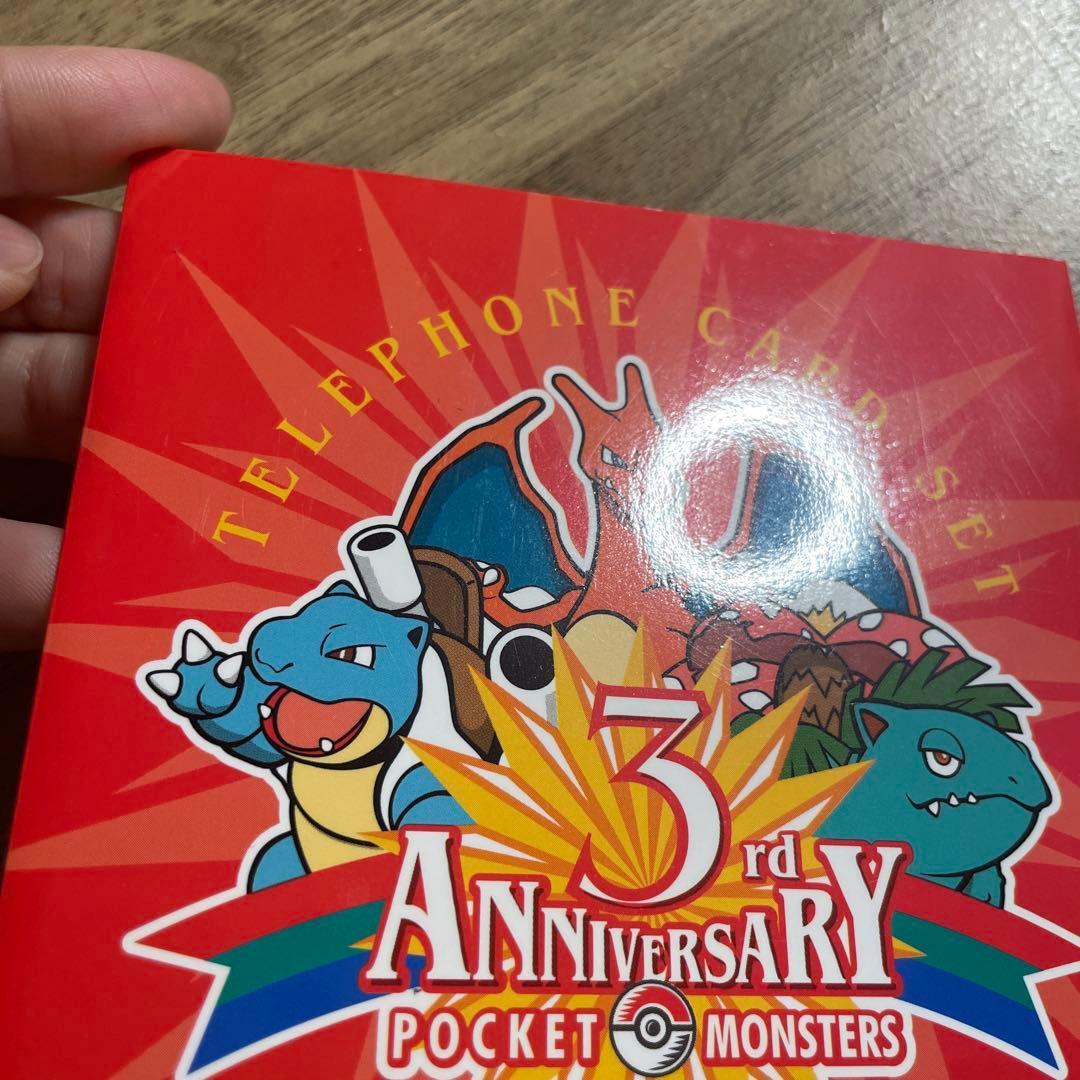 TELEPHONE CARD SET
3rd
ANNIVERSARY
POCKET MONSTERS